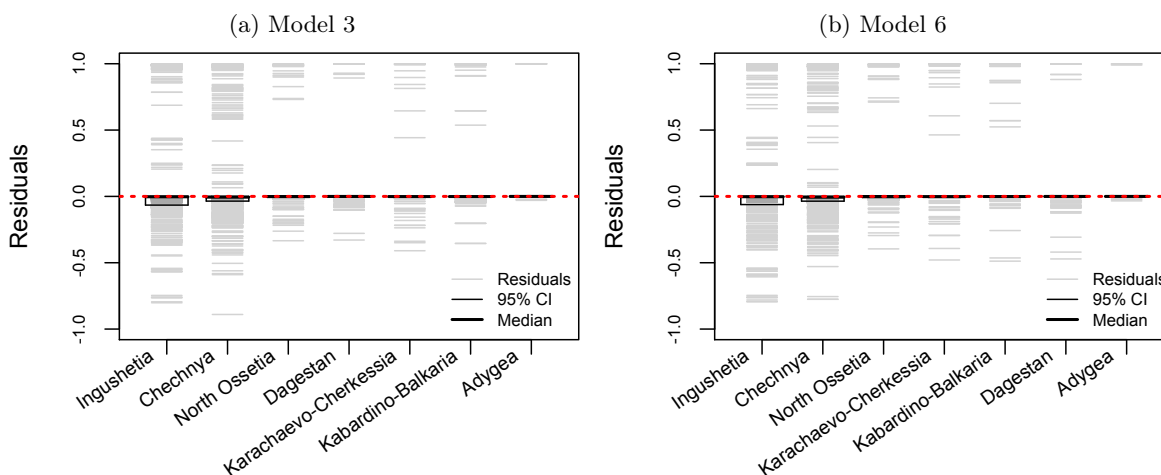 (a) Model 3
Residuals
1.0
0.5
0.0
-0.5
-1.0
Residuals
95% CI
Median
Ingushetia
Chechnya
North Ossetia
Dagestan
Karachaevo-Cherkessia
Kabardino-Balkaria
Adygea
(b) Model 6
Residuals
1.0
0.5
0.0
-0.5
-1.0
Residuals
95% CI
Median
Ingushetia
Chechnya
North Ossetia
Karachaevo-Cherkessia
Kabardino-Balkaria
Dagestan
Adygea